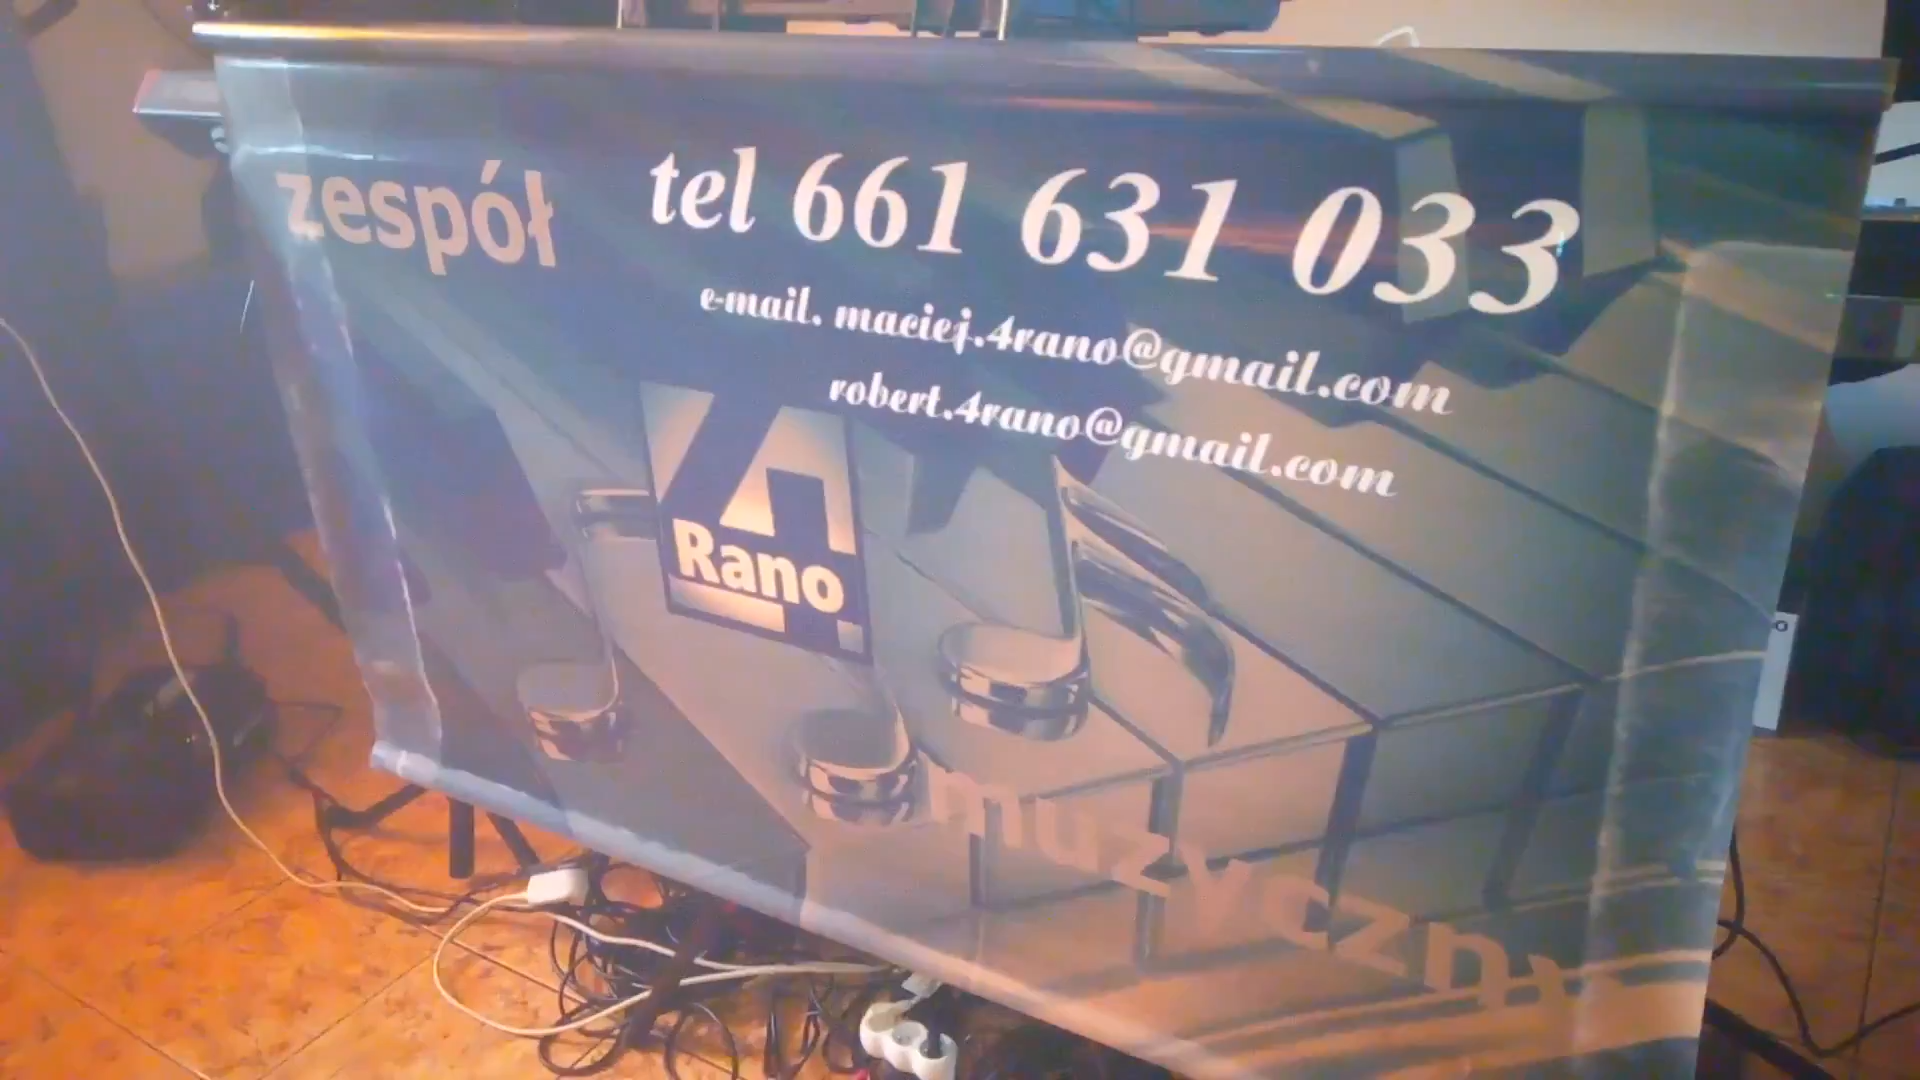 zespół
tel 661 631 033
e-mail. maciej.4rano@gmail.com
robert.4rano@gmail.com
4
Rano
muzyczny